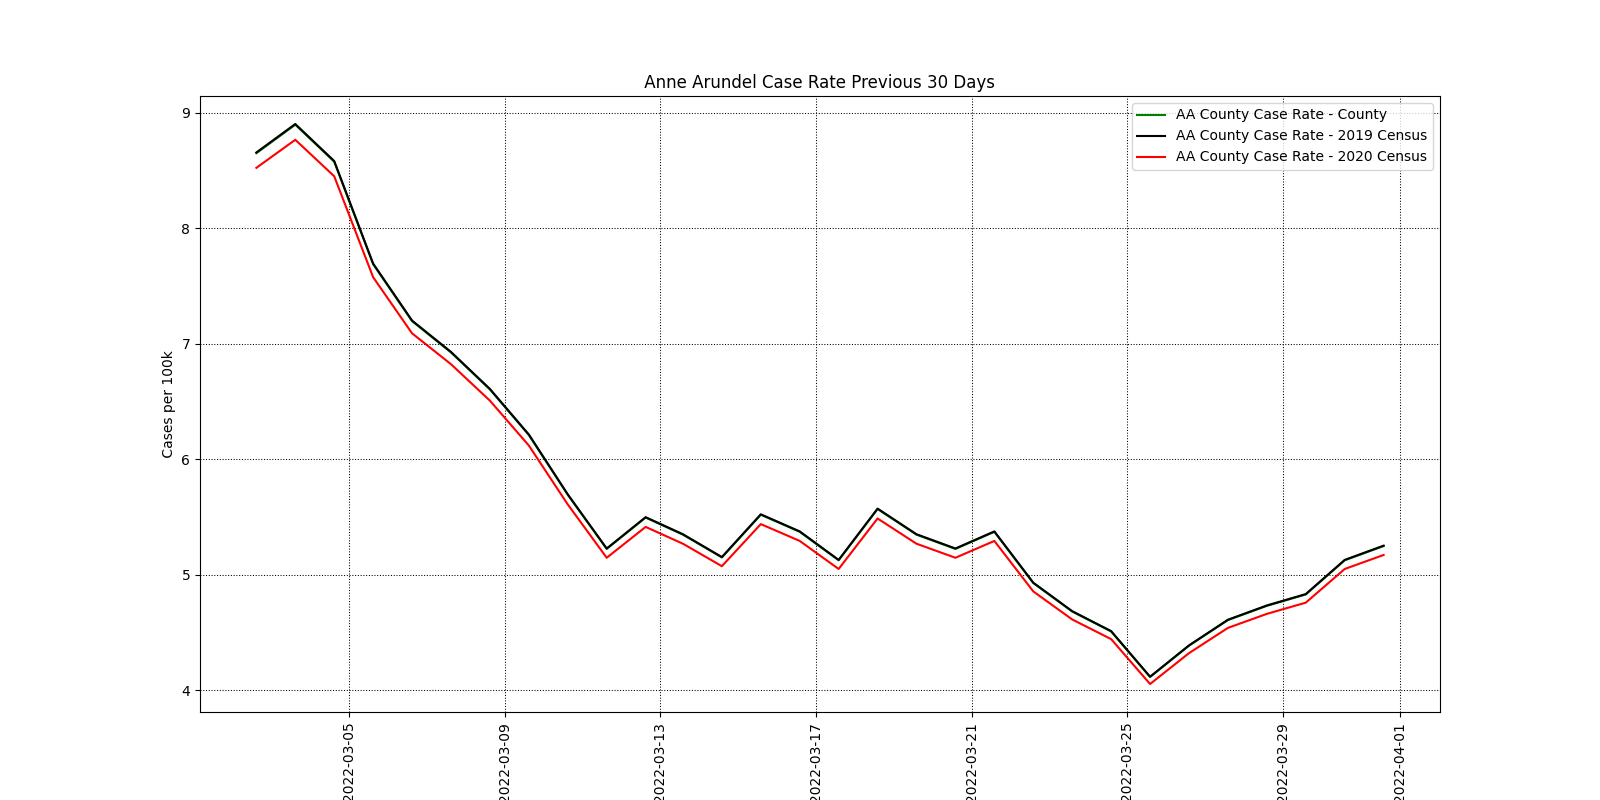 Anne Arundel Case Rate Previous 30 Days
AA County Case Rate - County
AA County Case Rate - 2019 Census
AA County Case Rate - 2020 Census
Cases per 100k
9
8
7
6
5
4
2022-03-05
2022-03-09
2022-03-13
2022-03-17
2022-03-21
2022-03-25
2022-03-29
2022-04-01